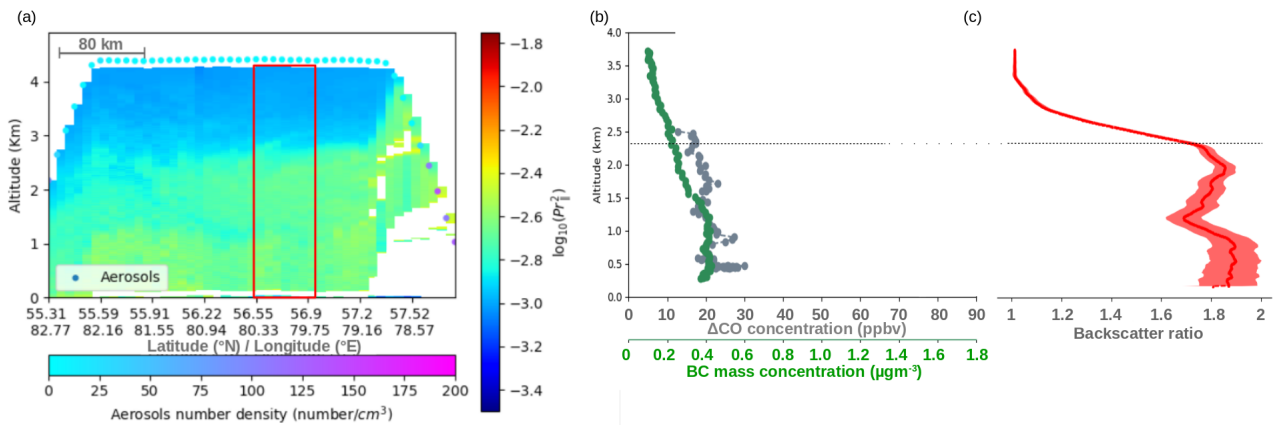 (a)
80 km
Altitude (Km)
4
3
2
1
0
Aerosols
55.31 55.59 55.91 56.22 56.55 56.9 57.2 57.52
82.77 82.16 81.55 80.94 80.33 79.75 79.16 78.57
Latitude (°N) / Longitude (°E)
0 25 50 75 100 125 150 175 200
Aerosols number density (number/cm³)
−1.8
−2.0
−2.2
−2.4
−2.6
−2.8
−3.0
−3.2
−3.4
log₁₀(Pr²∥)
(b)
Altitude (km)
4.0
3.5
3.0
2.5
2.0
1.5
1.0
0.5
0.0
0 10 20 30 40 50 60 70 80 90
ΔCO concentration (ppbv)
0 0.2 0.4 0.6 0.8 1.0 1.2 1.4 1.6 1.8
BC mass concentration (µgm⁻³)
(c)
1 1.2 1.4 1.6 1.8 2
Backscatter ratio